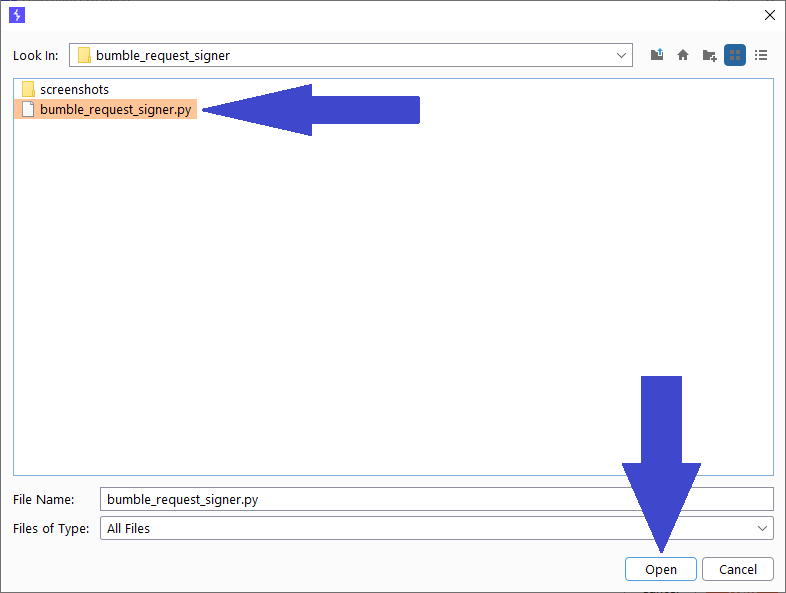 Look In: bumble_request_signer
screenshots
bumble_request_signer.py
File Name: bumble_request_signer.py
Files of Type: All Files
Open Cancel